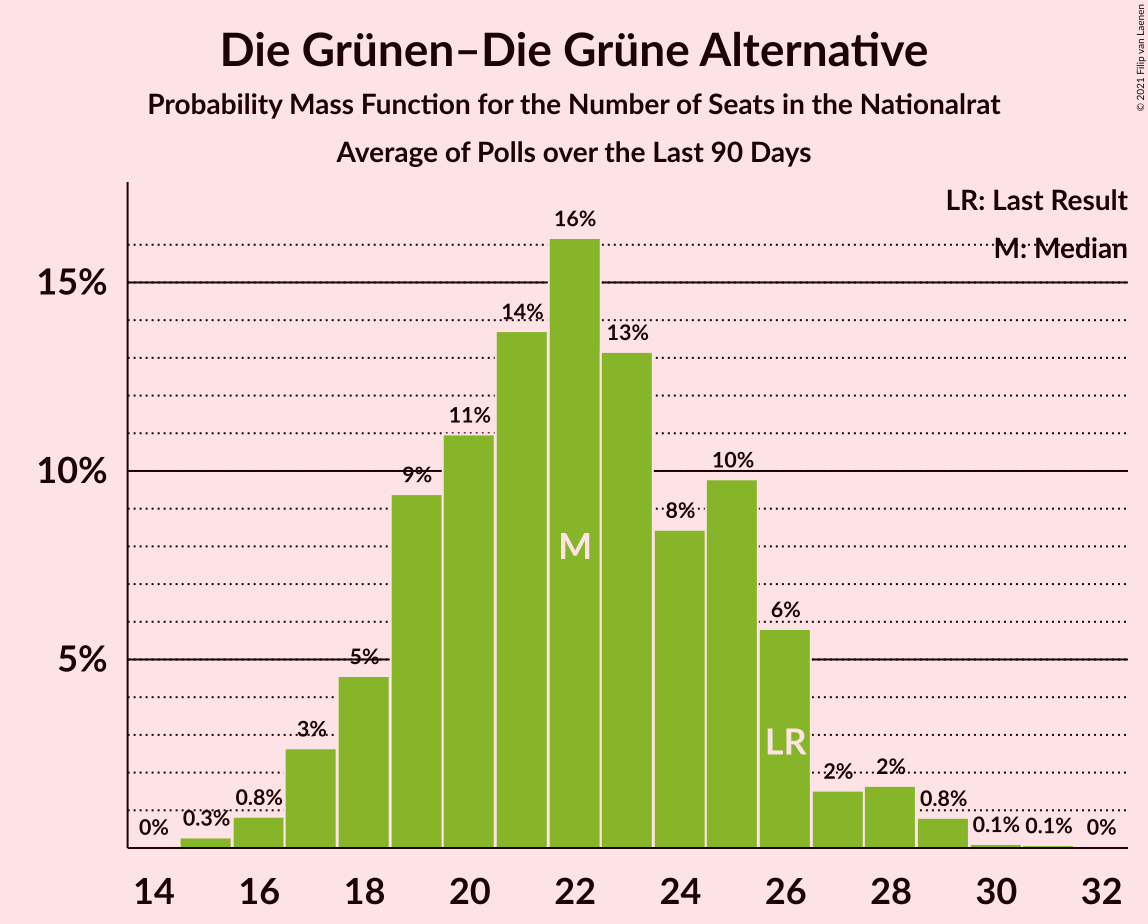 Die Grünen–Die Grüne Alternative
Probability Mass Function for the Number of Seats in the Nationalrat
Average of Polls over the Last 90 Days
© 2021 Filip van Laenen
LR: Last Result
M: Median
15%
10%
5%
0%
0.3%
0.8%
3%
5%
9%
11%
14%
16%
13%
8%
10%
6%
2%
2%
0.8%
0.1%
0.1%
0%
M
LR
14 16 18 20 22 24 26 28 30 32